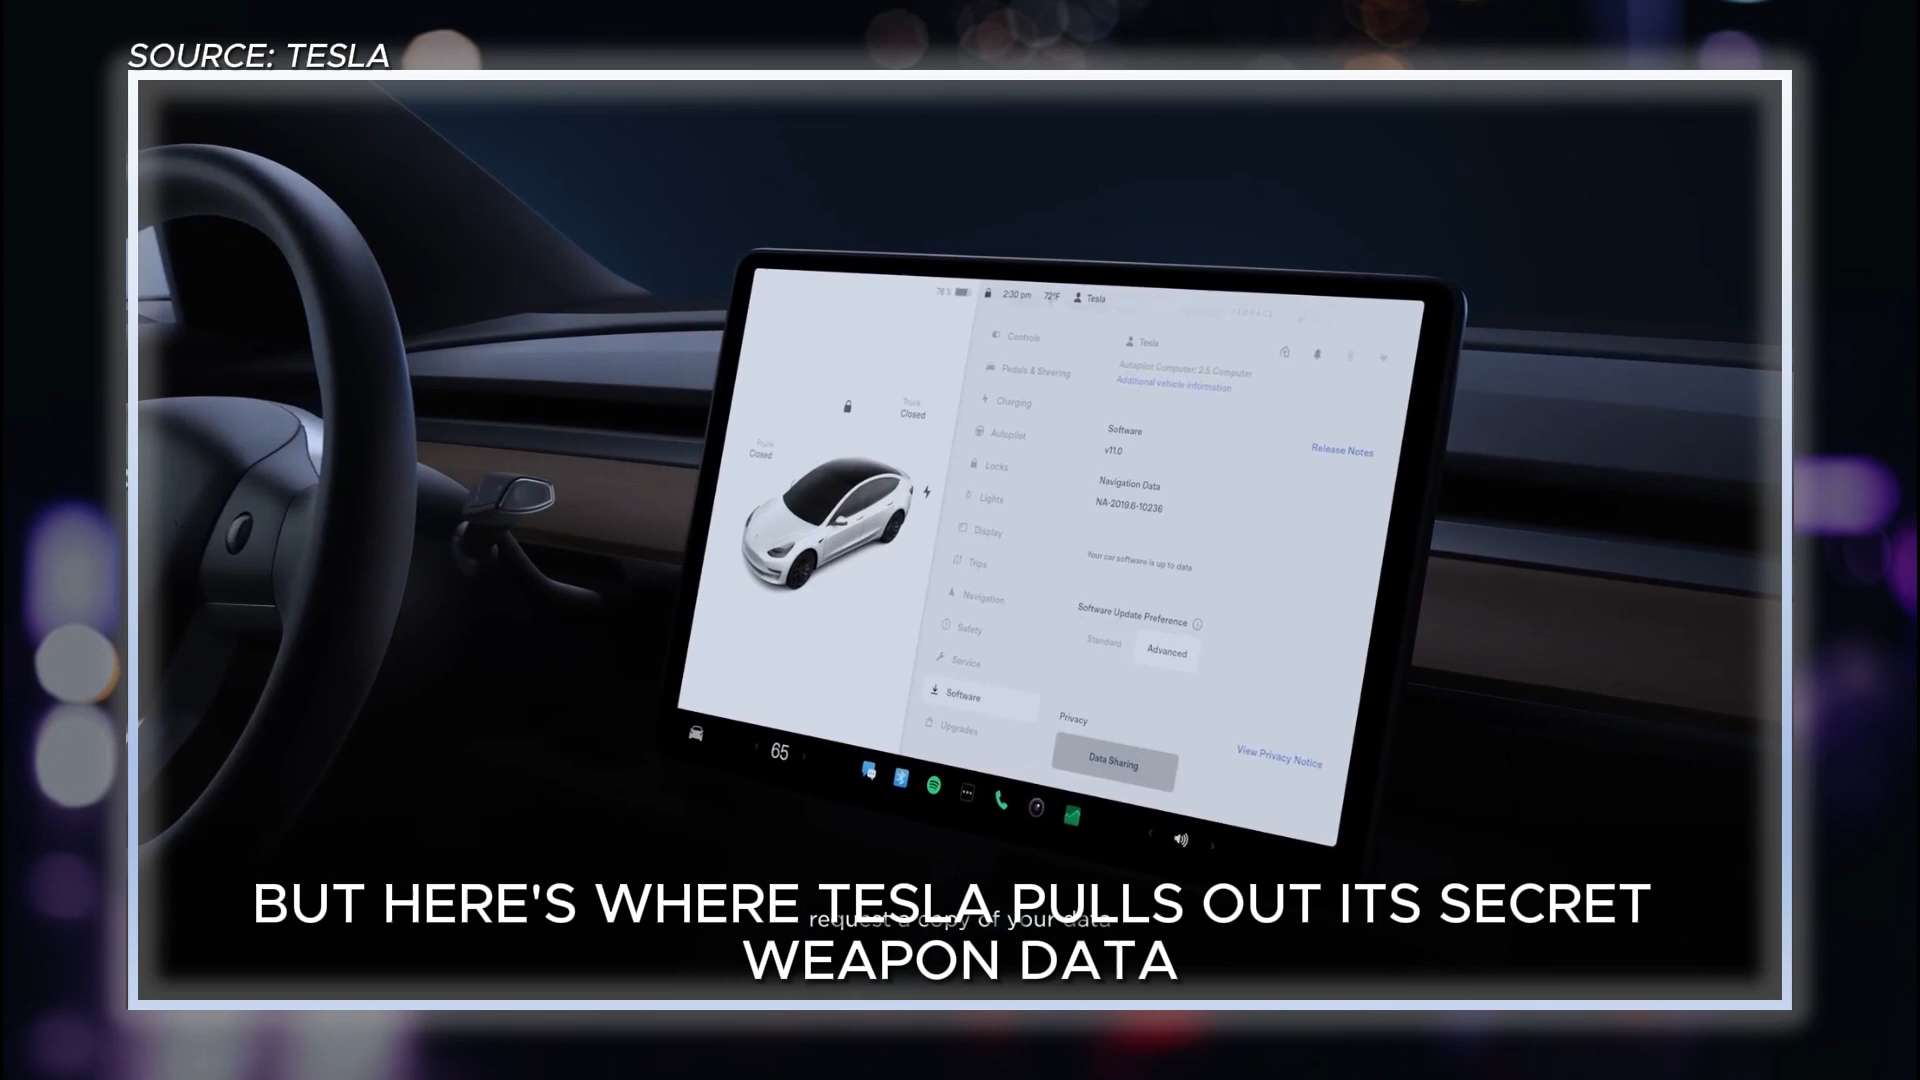 SOURCE: TESLA
76 %
2:30 pm 72°F Tesla
Controls
Pedals & Steering
Charging
Autopilot
Locks
Lights
Display
Trips
Navigation
Safety
Service
Software
Upgrades
Trunk
Closed
Frunk
Closed
Tesla
Autopilot Computer: 2.5 Computer
Additional vehicle information
Software
v11.0
Release Notes
Navigation Data
NA-2019.6-10236
Your car software is up to date
Software Update Preference
Standard Advanced
Privacy
Data Sharing
View Privacy Notice
65
request a copy of your data
BUT HERE'S WHERE TESLA PULLS OUT ITS SECRET
WEAPON DATA